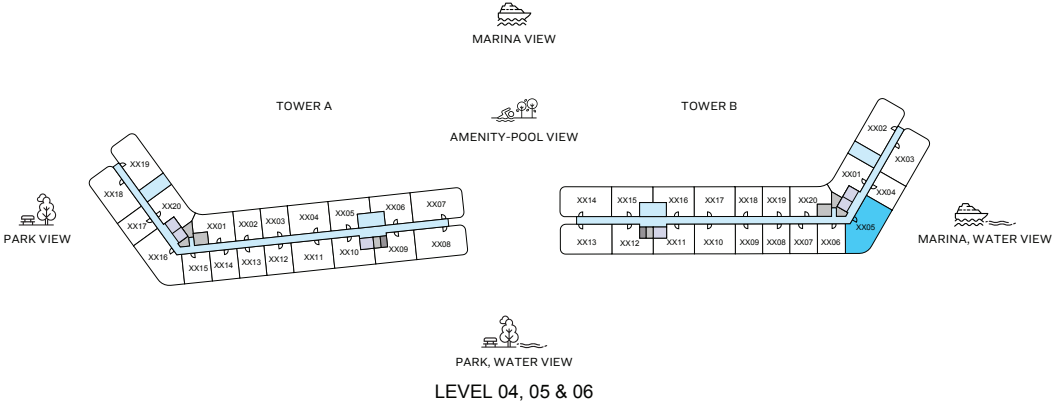 MARINA VIEW
TOWER A
TOWER B
AMENITY-POOL VIEW
XX02
XX03
XX19
XX01
XX18
XX04
XX20
XX14
XX15
XX16
XX17
XX18
XX19
XX20
XX17
XX01
XX02
XX03
XX04
XX05
XX06
XX07
XX05
PARK VIEW
MARINA, WATER VIEW
XX16
XX15
XX14
XX13
XX12
XX11
XX10
XX09
XX08
XX13
XX12
XX11
XX10
XX09
XX08
XX07
XX06
PARK, WATER VIEW
LEVEL 04, 05 & 06